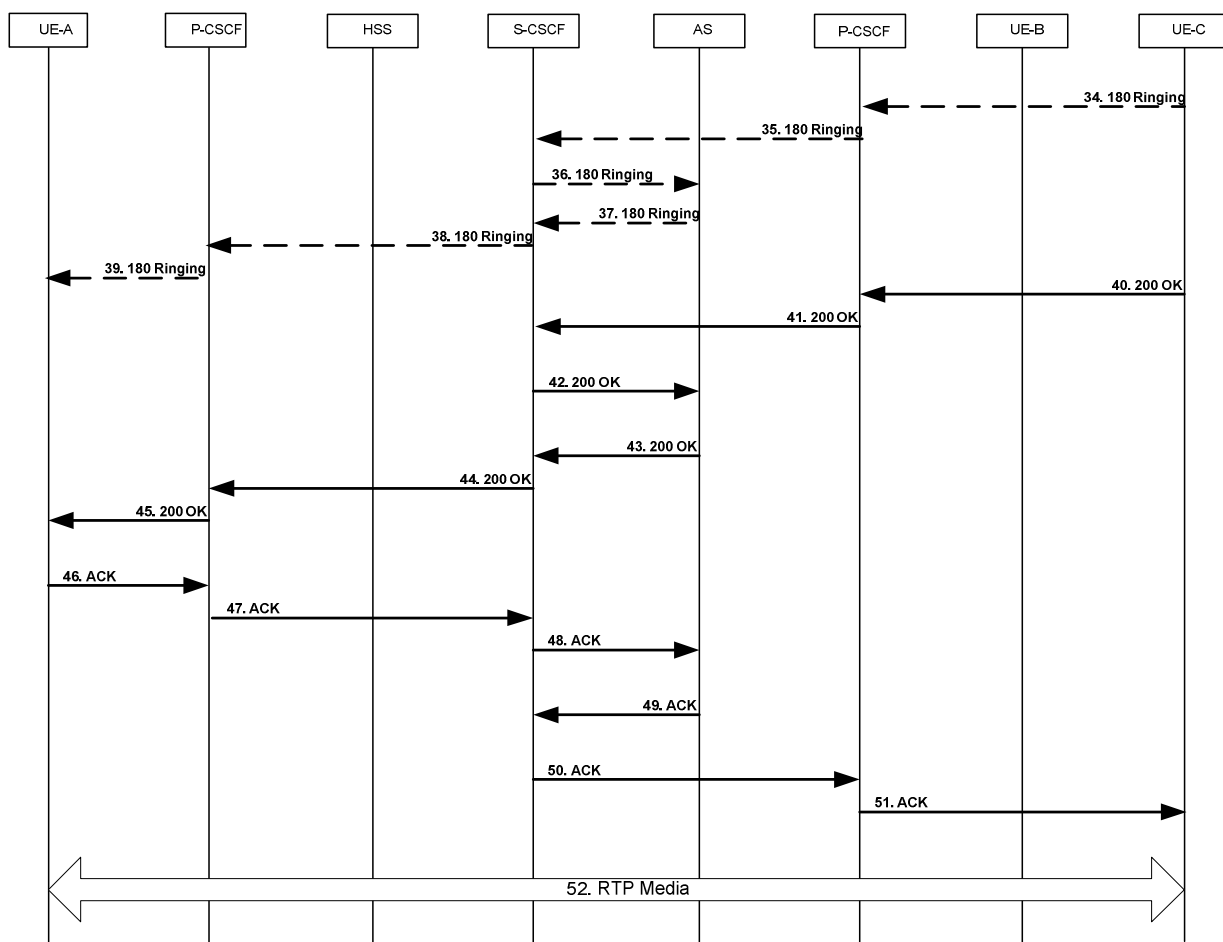 UE-A
P-CSCF
HSS
S-CSCF
AS
P-CSCF
UE-B
UE-C
34. 180 Ringing
35. 180 Ringing
36. 180 Ringing
37. 180 Ringing
38. 180 Ringing
39. 180 Ringing
40. 200 OK
41. 200 OK
42. 200 OK
43. 200 OK
44. 200 OK
45. 200 OK
46. ACK
47. ACK
48. ACK
49. ACK
50. ACK
51. ACK
52. RTP Media